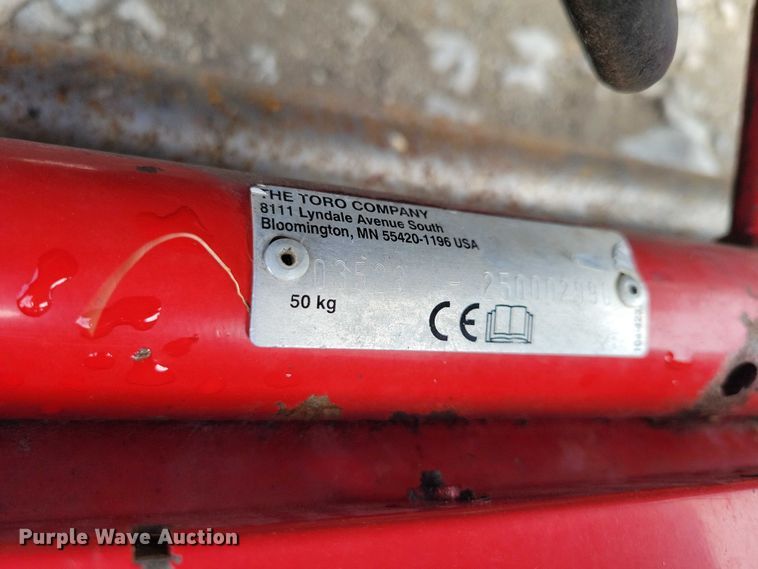 THE TORO COMPANY
8111 Lyndale Avenue South
Bloomington, MN 55420-1196 USA
50 kg
CE
Purple Wave Auction